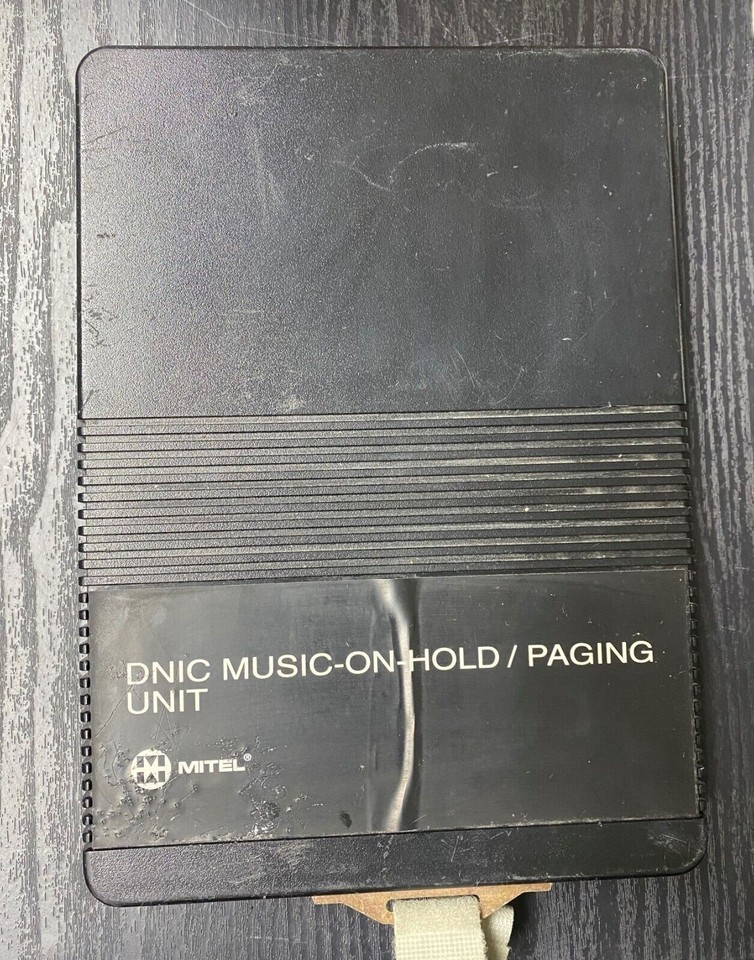 DNIC MUSIC-ON-HOLD / PAGING
UNIT
MITEL®